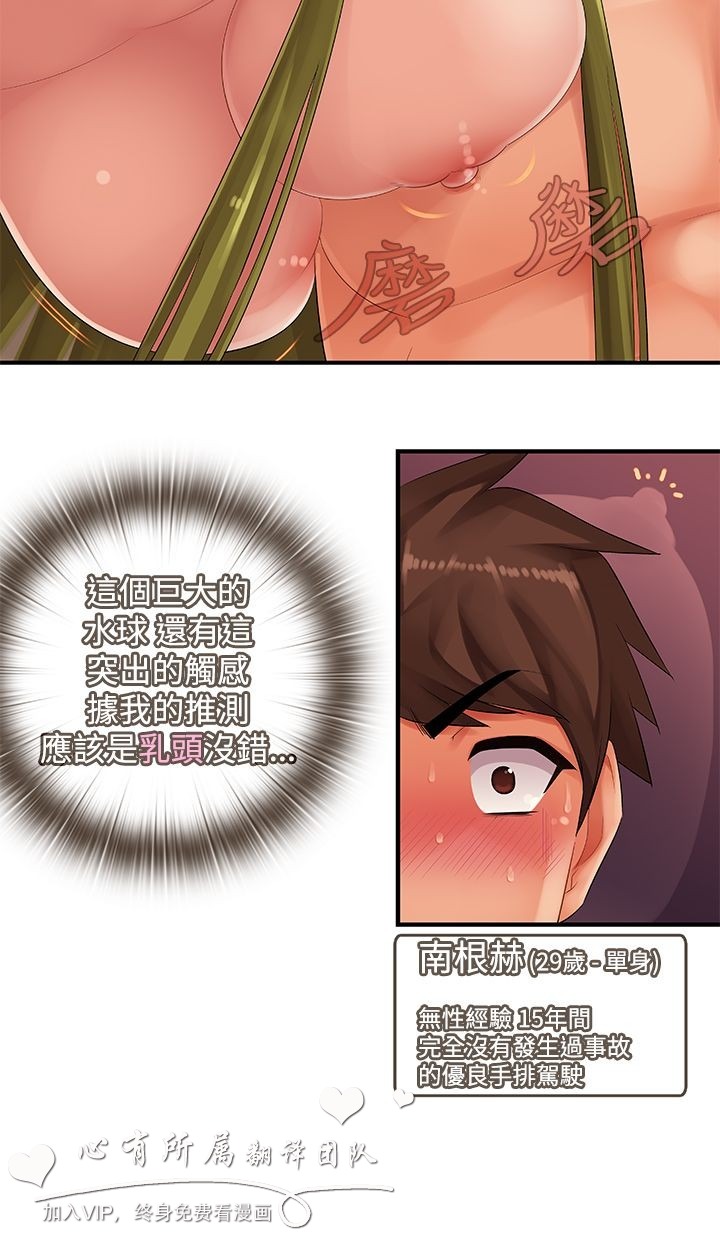 磨
磨
這個巨大的
水球 還有這
突出的觸感
據我的推測
應該是乳頭沒錯...
南根赫 (29歲 - 單身)
無性經驗 15年間
完全沒有發生過事故
的優良手排駕駛
心有所属翻译团队
加入VIP，终身免费看漫画